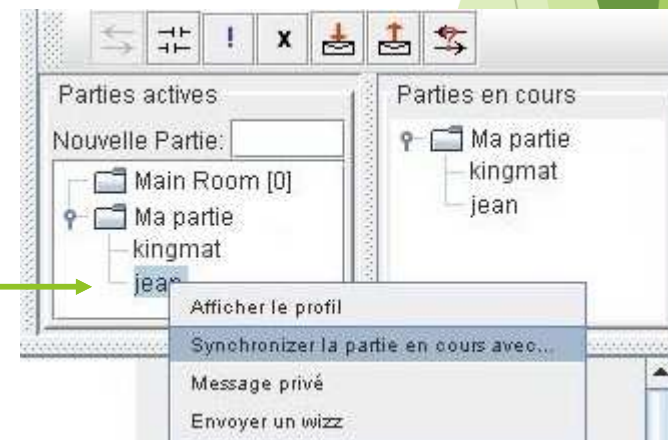 ! x
Parties actives
Nouvelle Partie:
Main Room [0]
Ma partie
kingmat
jean
Parties en cours
Ma partie
kingmat
jean
Afficher le profil
Synchronizer la partie en cours avec...
Message privé
Envoyer un wizz